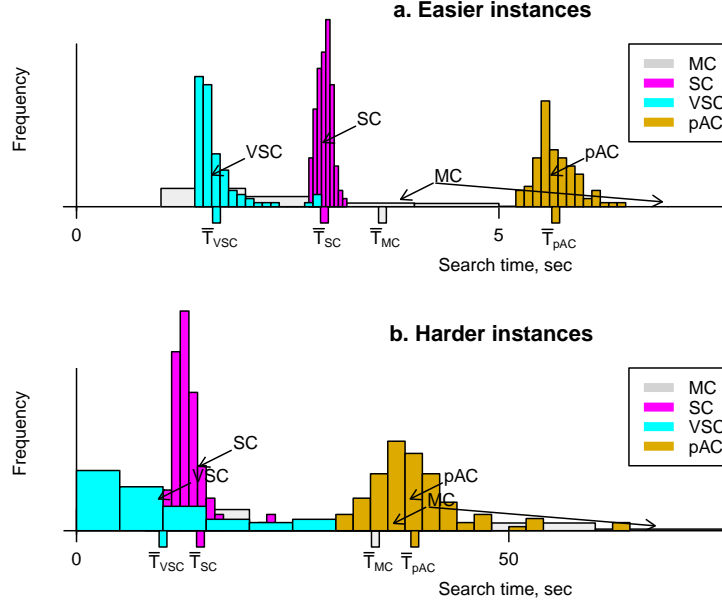 a. Easier instances
Frequency
MC
SC
VSC
pAC
VSC
SC
MC
pAC
0
5
T̿VSC
T̿SC
T̿MC
T̿pAC
Search time, sec
b. Harder instances
Frequency
MC
SC
VSC
pAC
SC
VSC
pAC
MC
0
50
T̿VSC
T̿SC
T̿MC
T̿pAC
Search time, sec